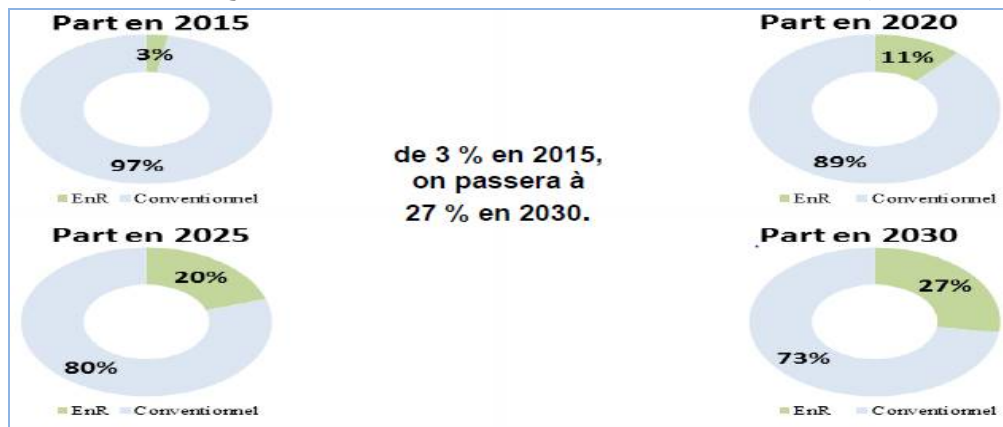 Part en 2015
3%
97%
EnR Conventionnel
Part en 2020
11%
89%
EnR Conventionnel
de 3 % en 2015,
on passera à
27 % en 2030.
Part en 2025
20%
80%
EnR Conventionnel
Part en 2030
27%
73%
EnR Conventionnel